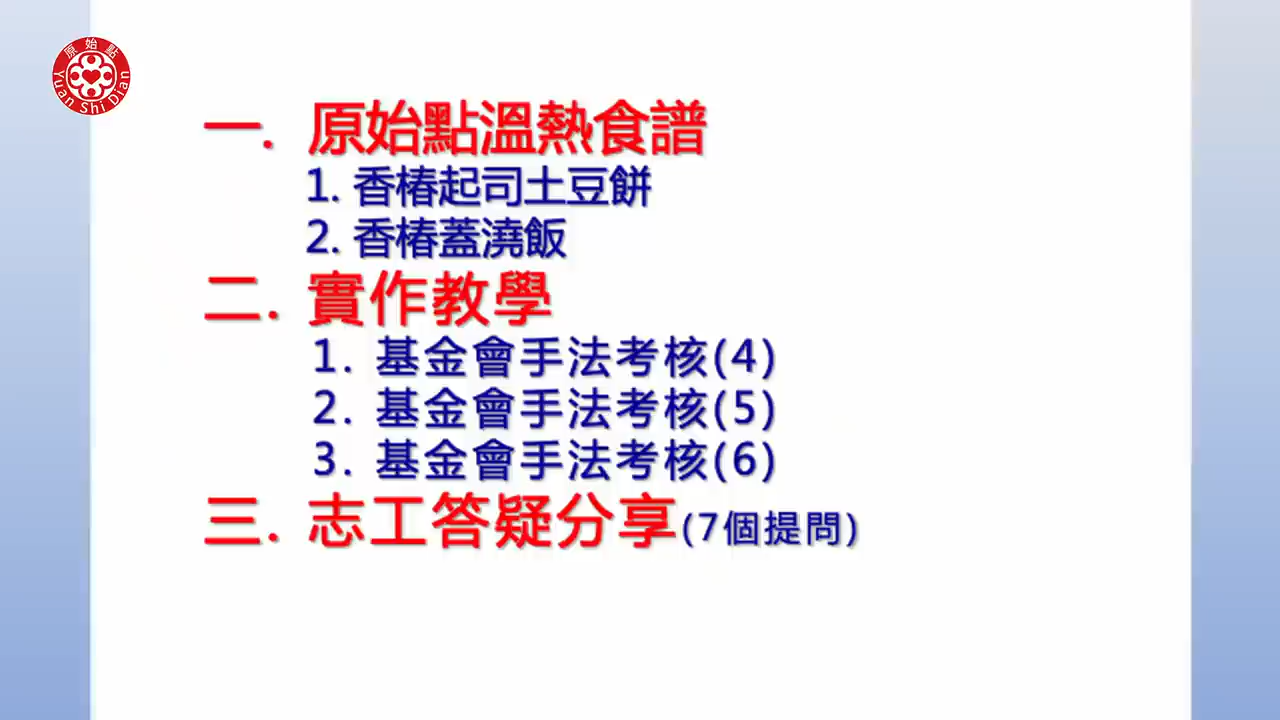 原始點
Yuan Shi Dian
一. 原始點溫熱食譜
1. 香椿起司土豆餅
2. 香椿蓋澆飯
二. 實作教學
1. 基金會手法考核(4)
2. 基金會手法考核(5)
3. 基金會手法考核(6)
三. 志工答疑分享(7個提問)